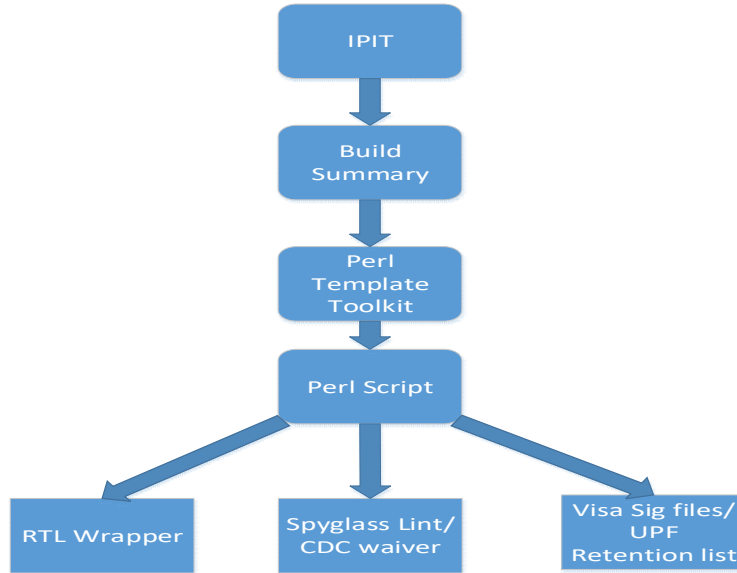 IPIT
Build
Summary
Perl
Template
Toolkit
Perl Script
RTL Wrapper
Spyglass Lint/
CDC waiver
Visa Sig files/
UPF
Retention list